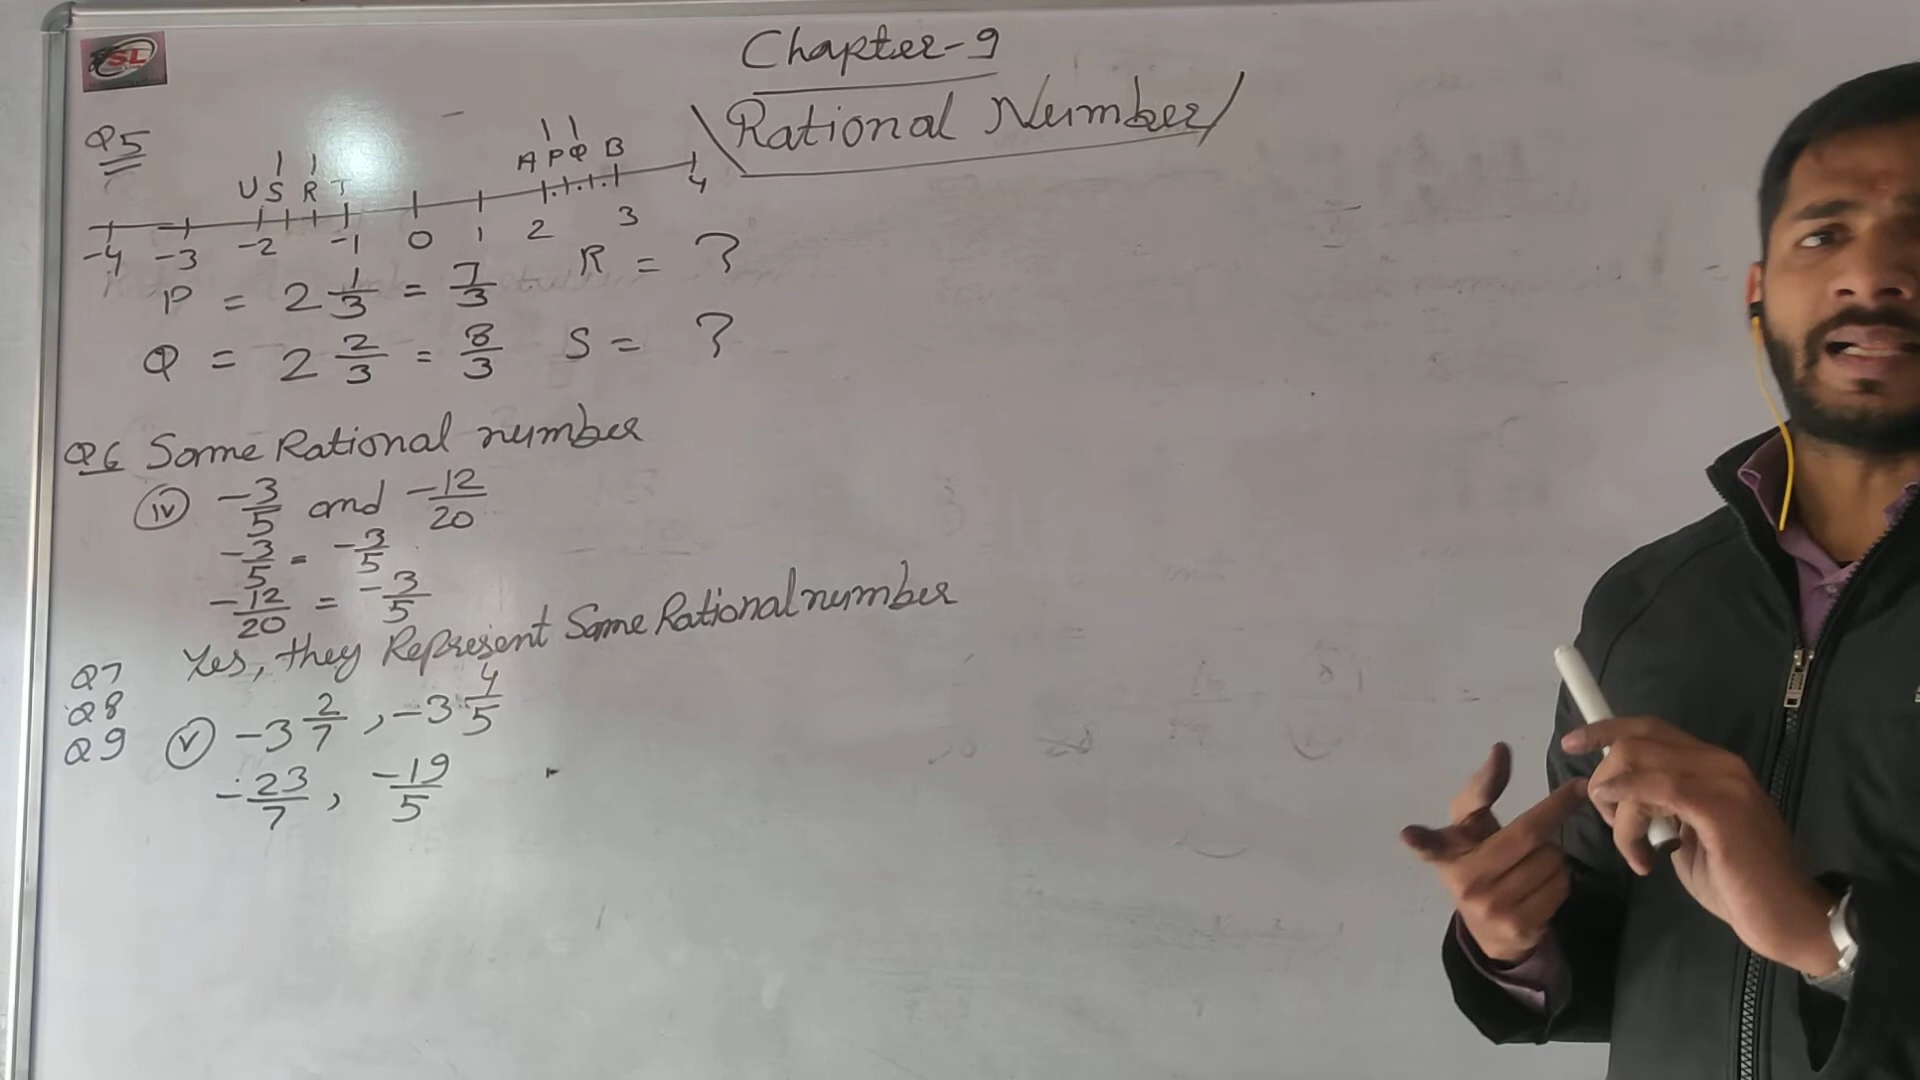 SL
Chapter-9
Rational Number
Q5
U S R T
A P Q B
-4 -3 -2 -1 0 1 2 3 4
P = 2 1/3 = 7/3
R = ?
Q = 2 2/3 = 8/3
S = ?
Q6 Same Rational number
(iv) -3/5 and -12/20
-3/5 = -3/5
-12/20 = -3/5
Yes, they Represent Same Rational number
Q7
Q8
Q9 (v) -3 2/7, -3 4/5
-23/7, -19/5